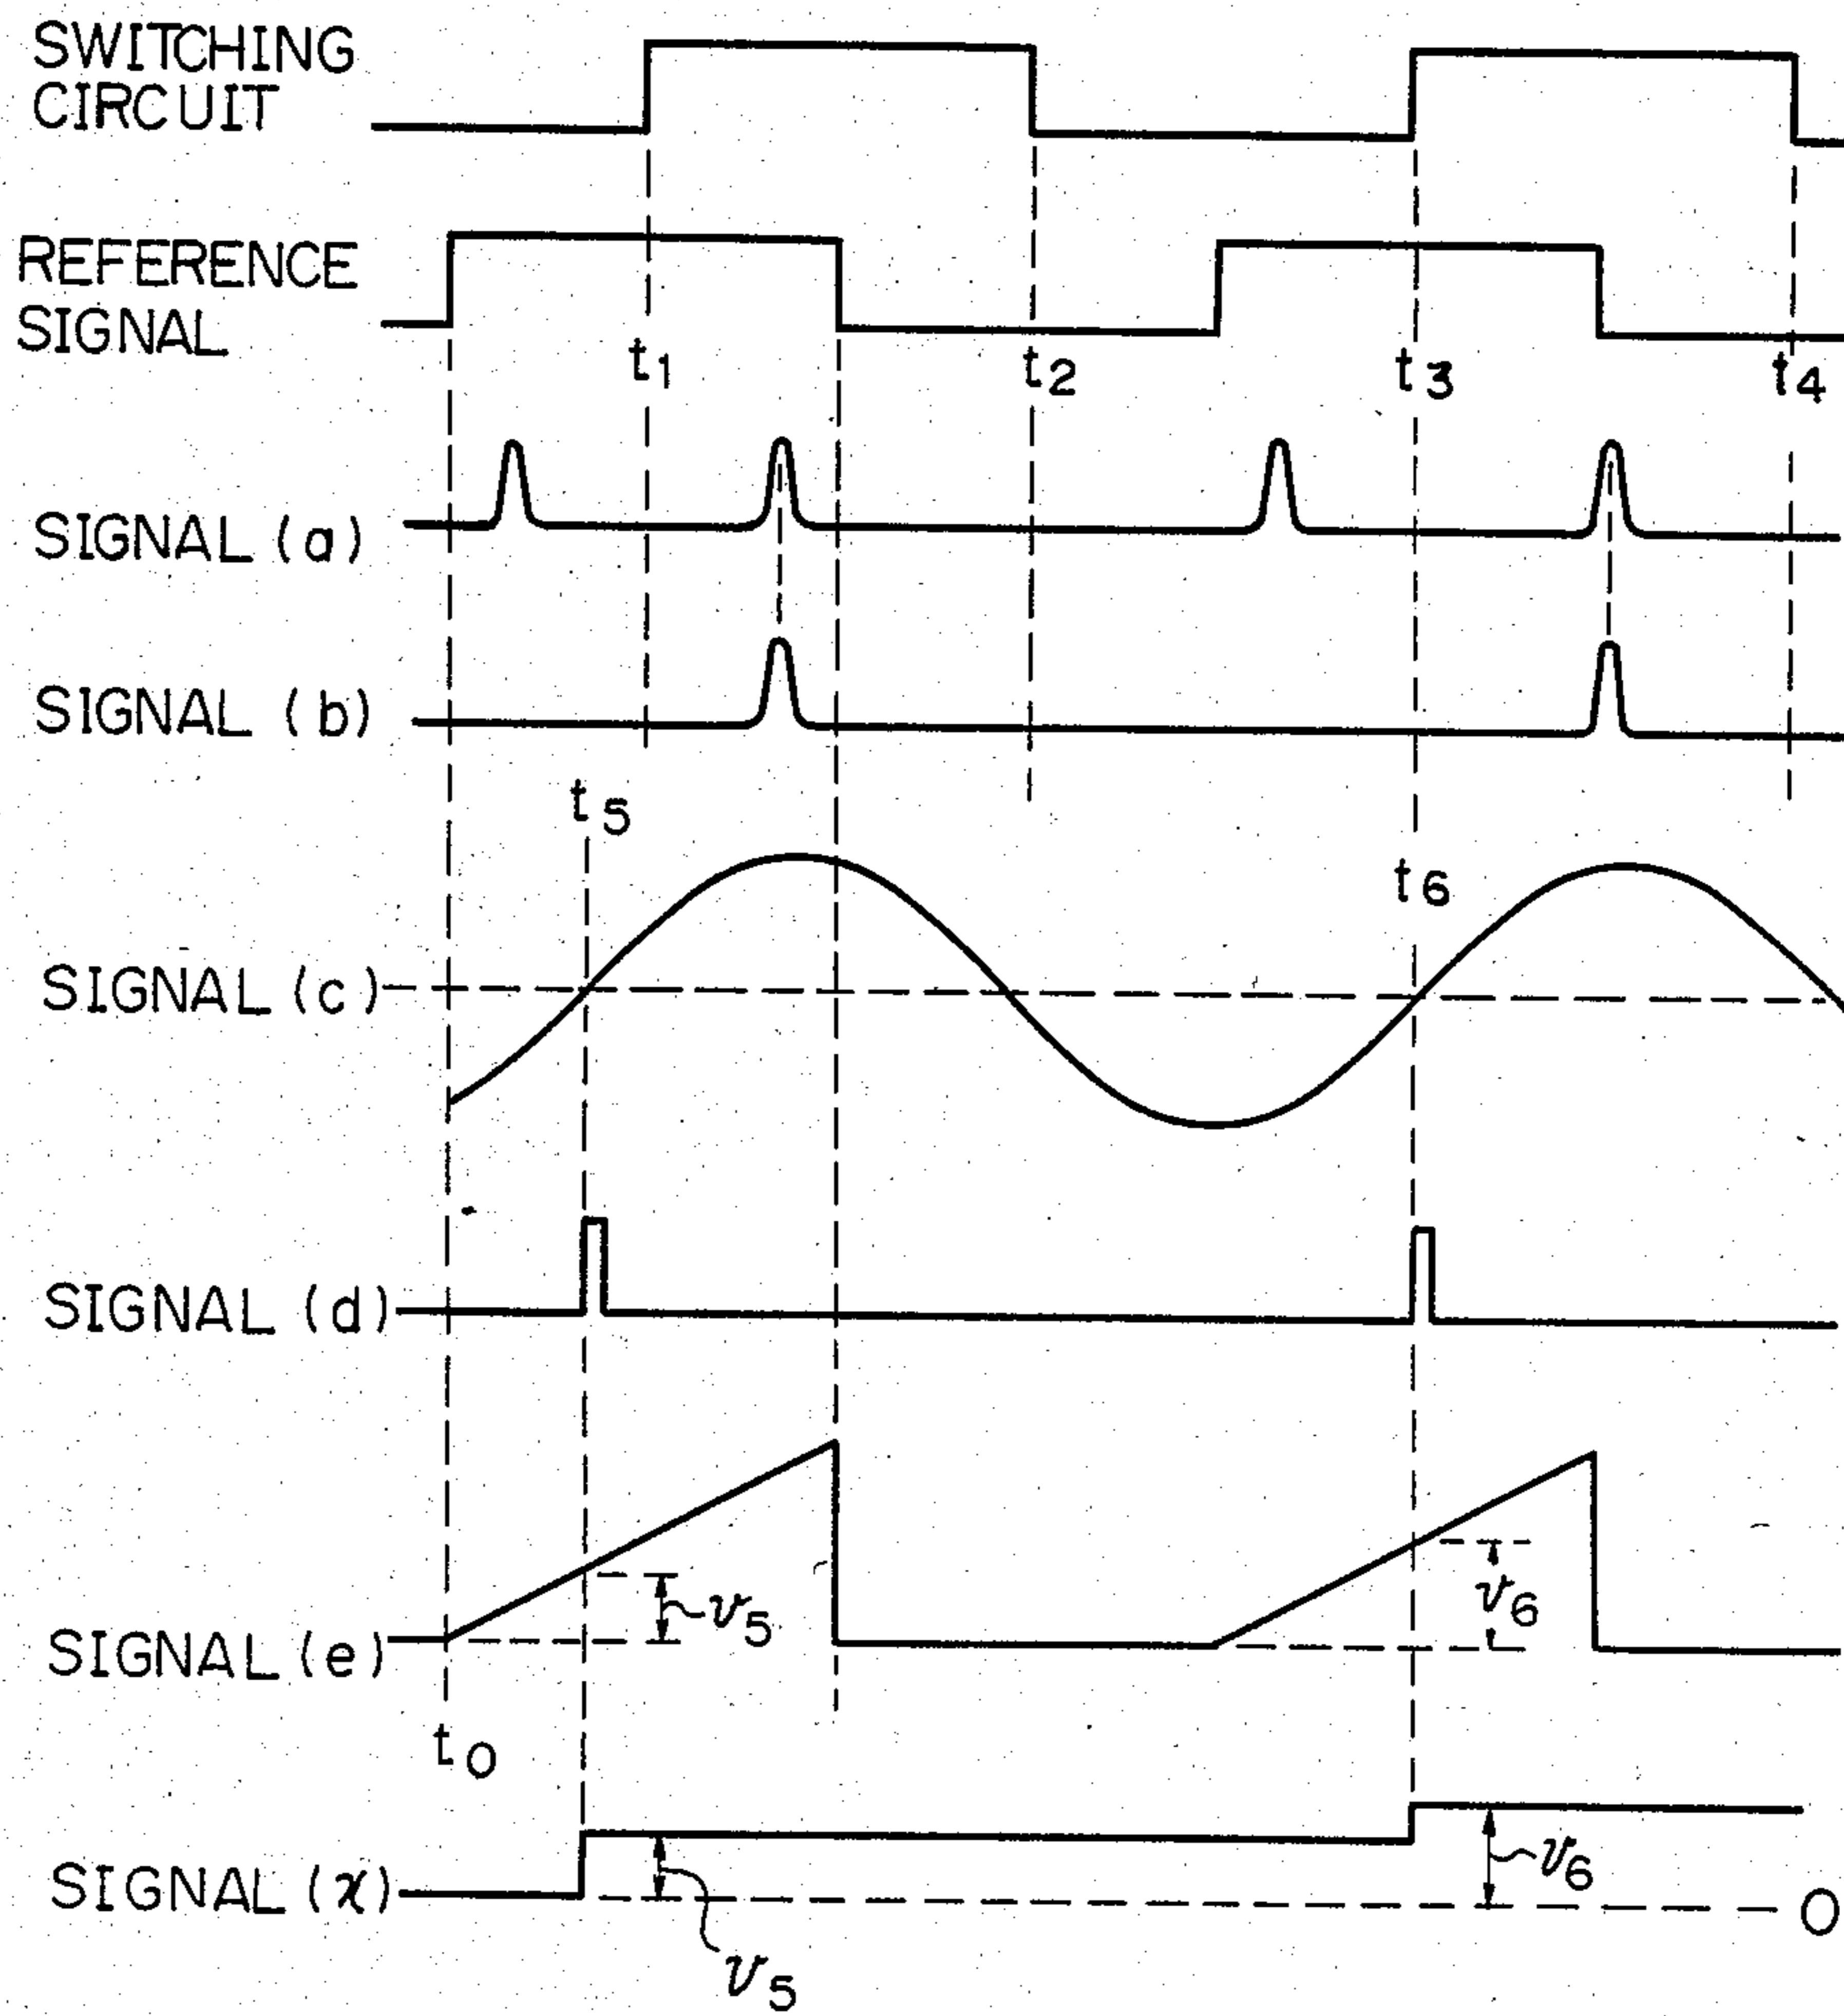 SWITCHING
CIRCUIT
REFERENCE
SIGNAL
t1 t2 t3 t4
SIGNAL (a)
SIGNAL (b)
t5
t6
SIGNAL (c)
SIGNAL (d)
v5
v6
SIGNAL (e)
t0
SIGNAL (x)
v6
O
v5